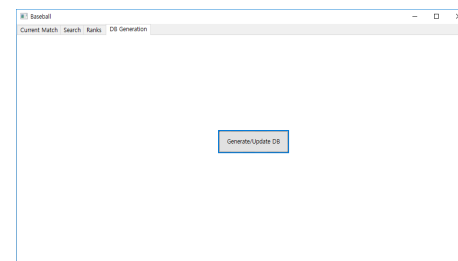 Baseball
Current Match Search Ranks DB Generation
Generate/Update DB